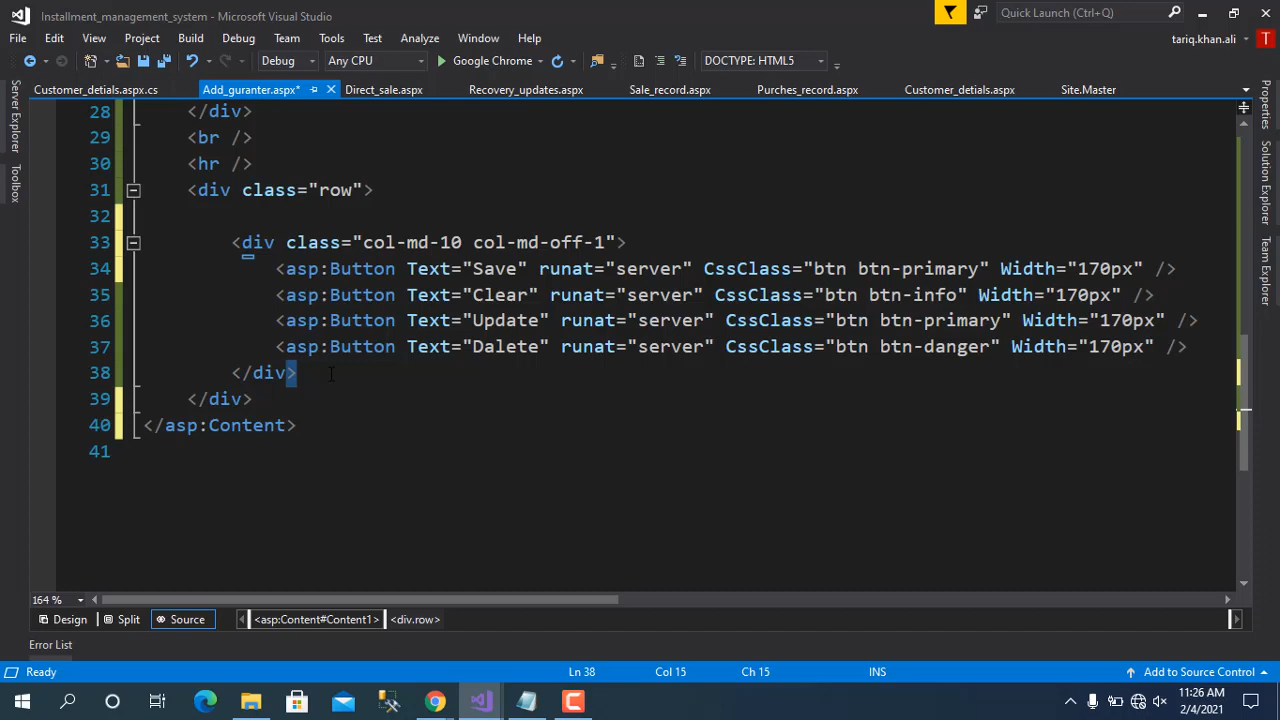 Installment_management_system - Microsoft Visual Studio
Quick Launch (Ctrl+Q)
File Edit View Project Build Debug Team Tools Test Analyze Window Help
tariq.khan.ali T
Debug Any CPU Google Chrome DOCTYPE: HTML5
Customer_detials.aspx.cs Add_guranter.aspx* Direct_sale.aspx Recovery_updates.aspx Sale_record.aspx Purches_record.aspx Customer_detials.aspx Site.Master
Server Explorer
Toolbox
Properties
Solution Explorer
Team Explorer
28 </div>
29 <br />
30 <hr />
31 <div class="row">
32
33 <div class="col-md-10 col-md-off-1">
34 <asp:Button Text="Save" runat="server" CssClass="btn btn-primary" Width="170px" />
35 <asp:Button Text="Clear" runat="server" CssClass="btn btn-info" Width="170px" />
36 <asp:Button Text="Update" runat="server" CssClass="btn btn-primary" Width="170px" />
37 <asp:Button Text="Dalete" runat="server" CssClass="btn btn-danger" Width="170px" />
38 </div>
39 </div>
40 </asp:Content>
41
164 %
Design Split Source <asp:Content#Content1> <div.row>
Error List
Ready Ln 38 Col 15 Ch 15 INS Add to Source Control
11:26 AM
2/4/2021